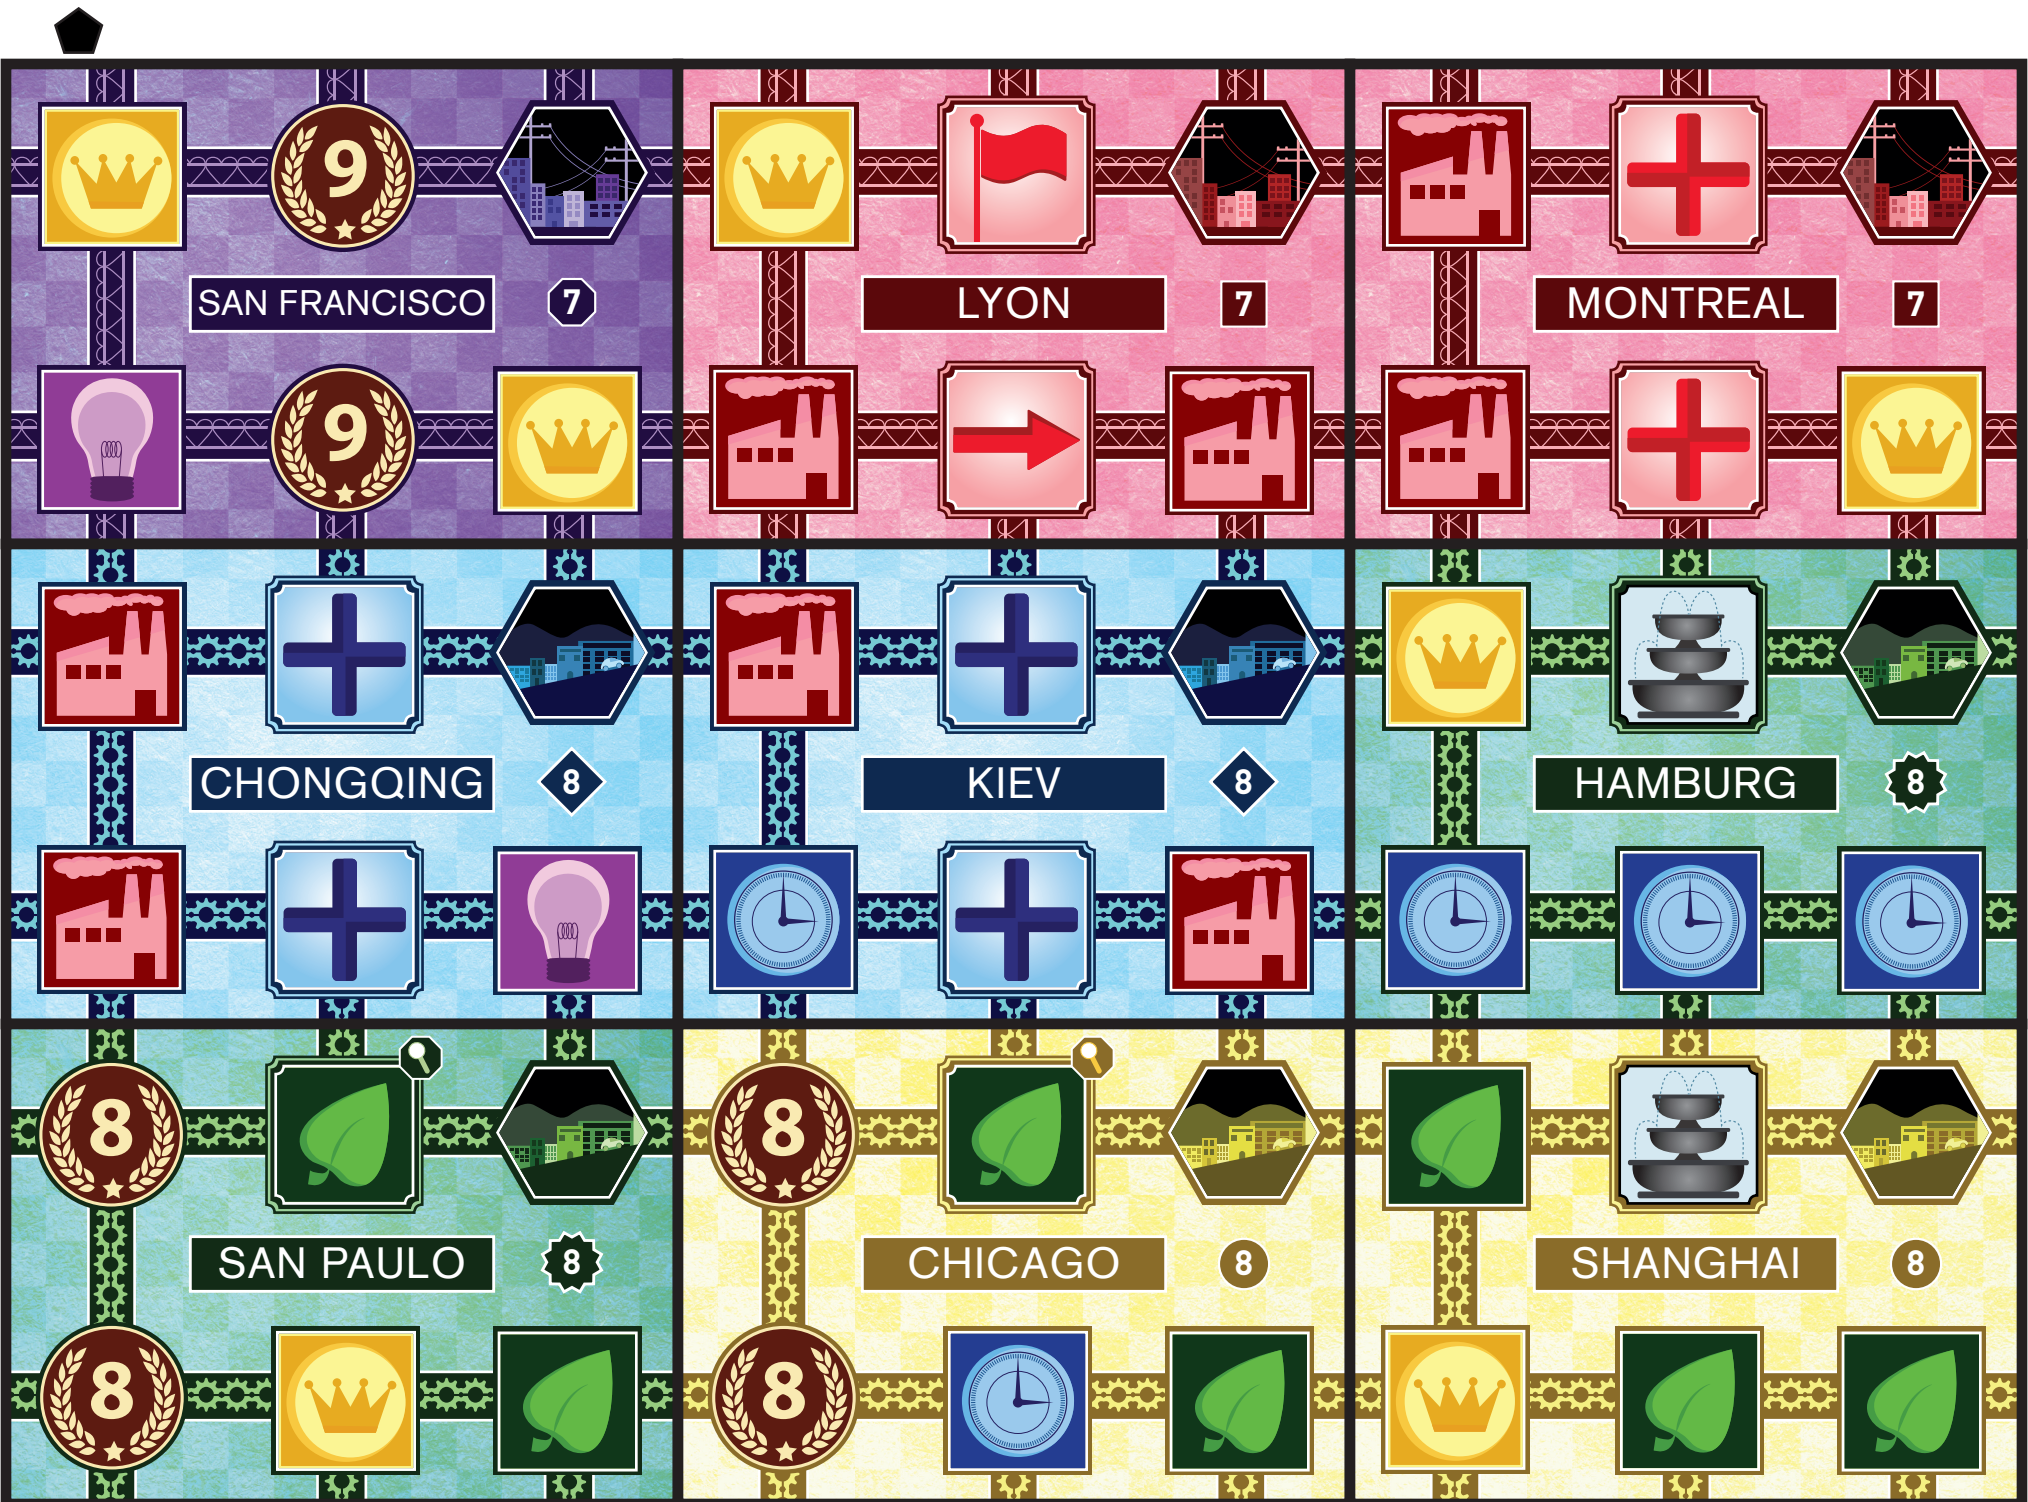 9
SAN FRANCISCO 7
9
LYON 7
MONTREAL 7
CHONGQING 8
KIEV 8
HAMBURG 8
8
SAN PAULO 8
8
8
CHICAGO 8
8
SHANGHAI 8